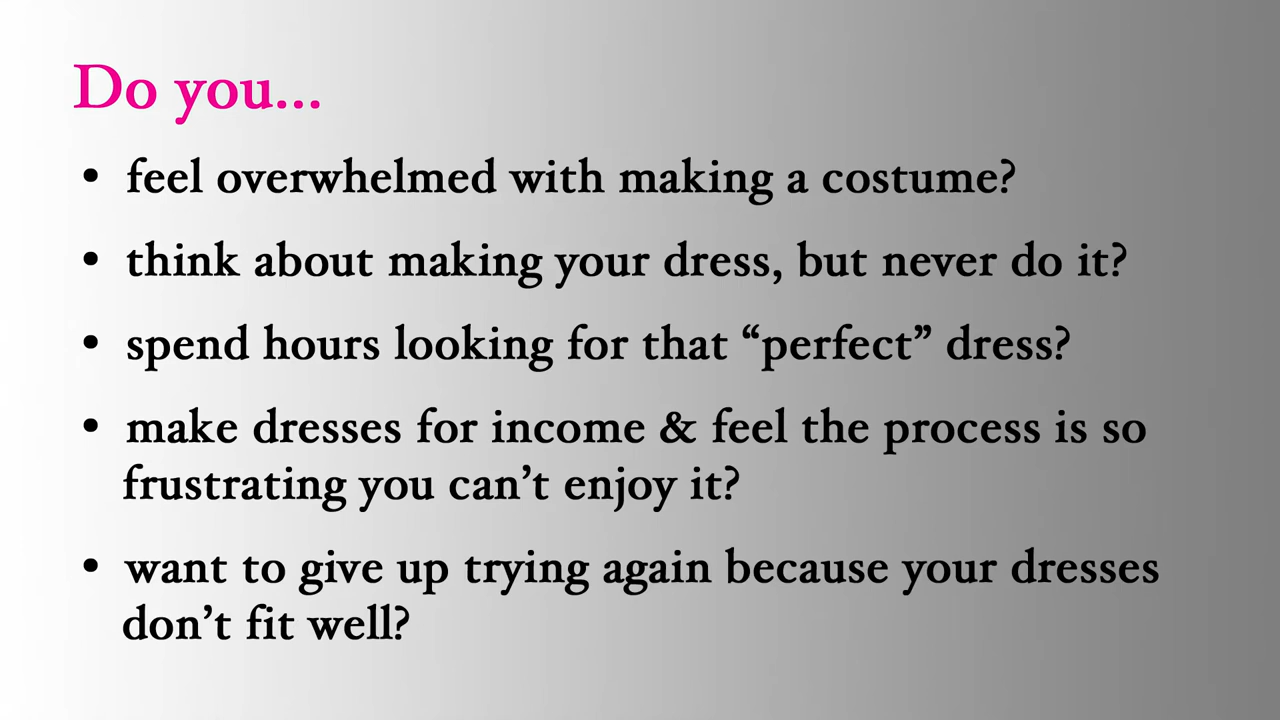 Do you...
• feel overwhelmed with making a costume?
• think about making your dress, but never do it?
• spend hours looking for that “perfect” dress?
• make dresses for income & feel the process is so
frustrating you can’t enjoy it?
• want to give up trying again because your dresses
don’t fit well?